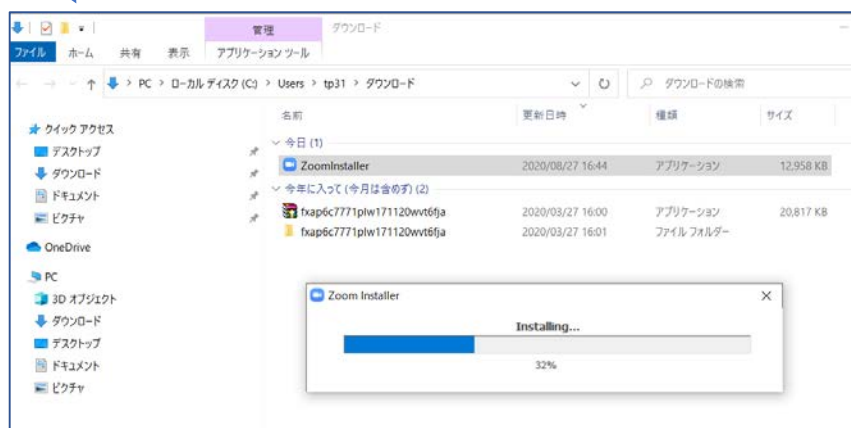 管理 ダウンロード
ファイル ホーム 共有 表示 アプリケーション ツール
PC > ローカル ディスク (C:) > Users > tp31 > ダウンロード ダウンロードの検索
名前 更新日時 種類 サイズ
クイック アクセス
デスクトップ
ダウンロード
ドキュメント
ピクチャ
OneDrive
PC
3D オブジェクト
ダウンロード
デスクトップ
ドキュメント
ピクチャ
今日 (1)
ZoomInstaller 2020/08/27 16:44 アプリケーション 12,958 KB
今年に入って (今月は含めず) (2)
fxap6c7771plw171120wvt6fja 2020/03/27 16:00 アプリケーション 20,817 KB
fxap6c7771plw171120wvt6fja 2020/03/27 16:01 ファイル フォルダー
Zoom Installer
Installing...
32%